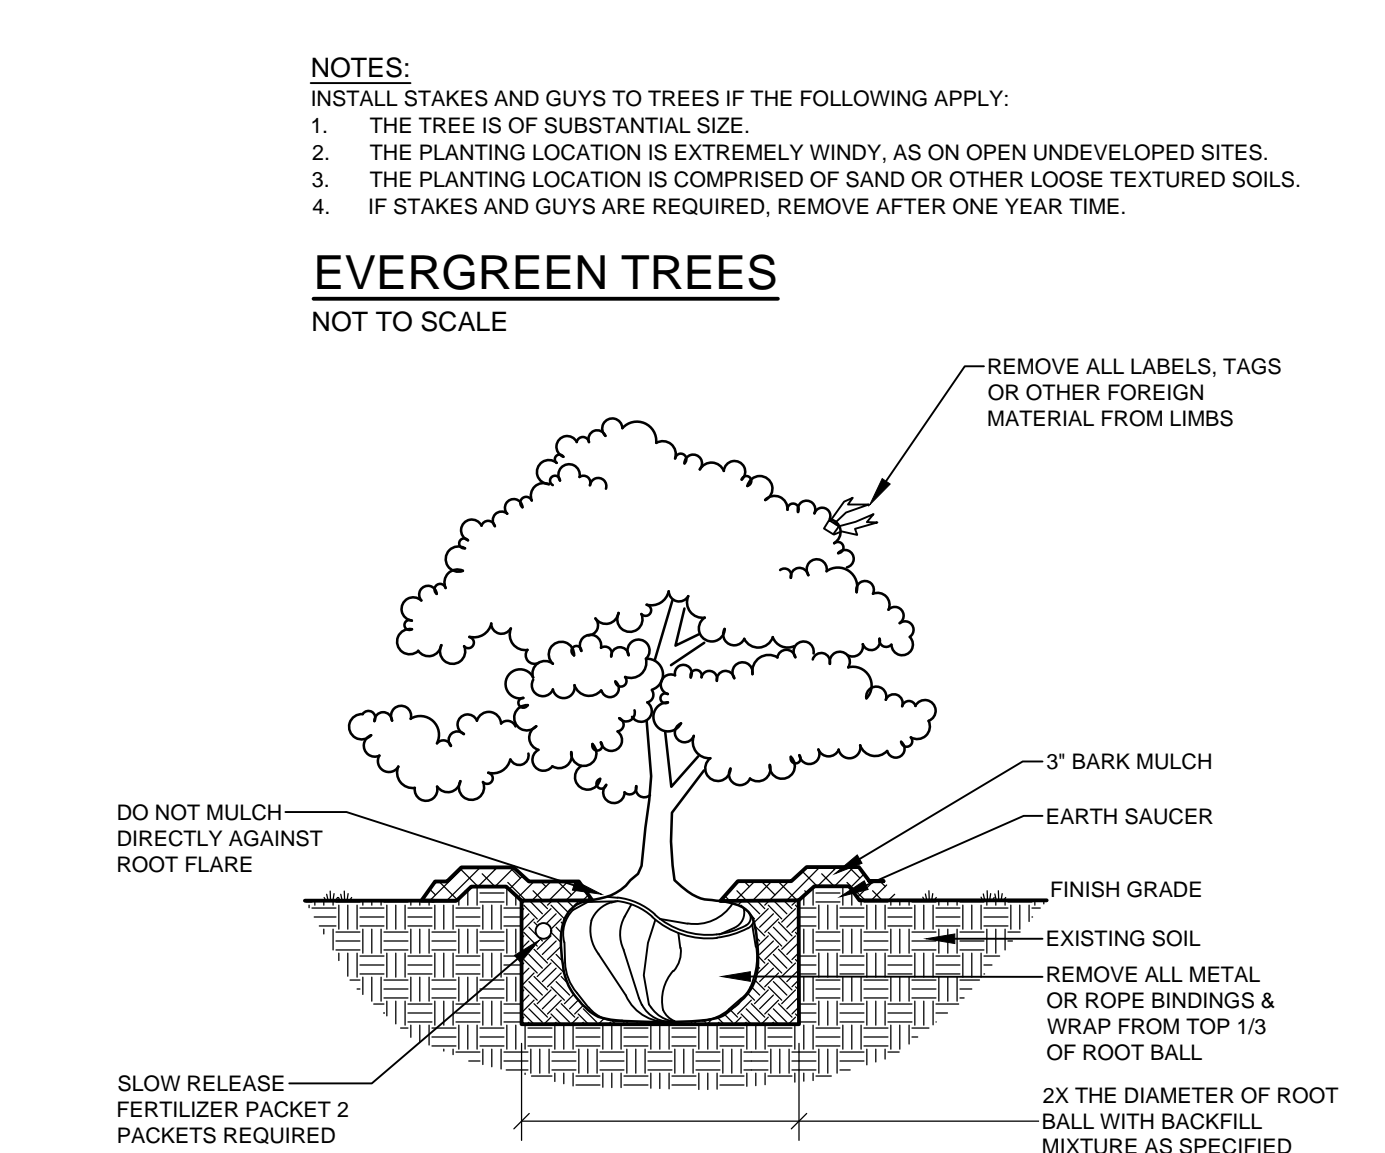 NOTES:
INSTALL STAKES AND GUYS TO TREES IF THE FOLLOWING APPLY:
1. THE TREE IS OF SUBSTANTIAL SIZE.
2. THE PLANTING LOCATION IS EXTREMELY WINDY, AS ON OPEN UNDEVELOPED SITES.
3. THE PLANTING LOCATION IS COMPRISED OF SAND OR OTHER LOOSE TEXTURED SOILS.
4. IF STAKES AND GUYS ARE REQUIRED, REMOVE AFTER ONE YEAR TIME.
EVERGREEN TREES
NOT TO SCALE
REMOVE ALL LABELS, TAGS
OR OTHER FOREIGN
MATERIAL FROM LIMBS
3" BARK MULCH
EARTH SAUCER
DO NOT MULCH
DIRECTLY AGAINST
ROOT FLARE
FINISH GRADE
EXISTING SOIL
REMOVE ALL METAL
OR ROPE BINDINGS &
WRAP FROM TOP 1/3
OF ROOT BALL
SLOW RELEASE
FERTILIZER PACKET 2
PACKETS REQUIRED
2X THE DIAMETER OF ROOT
BALL WITH BACKFILL
MIXTURE AS SPECIFIED